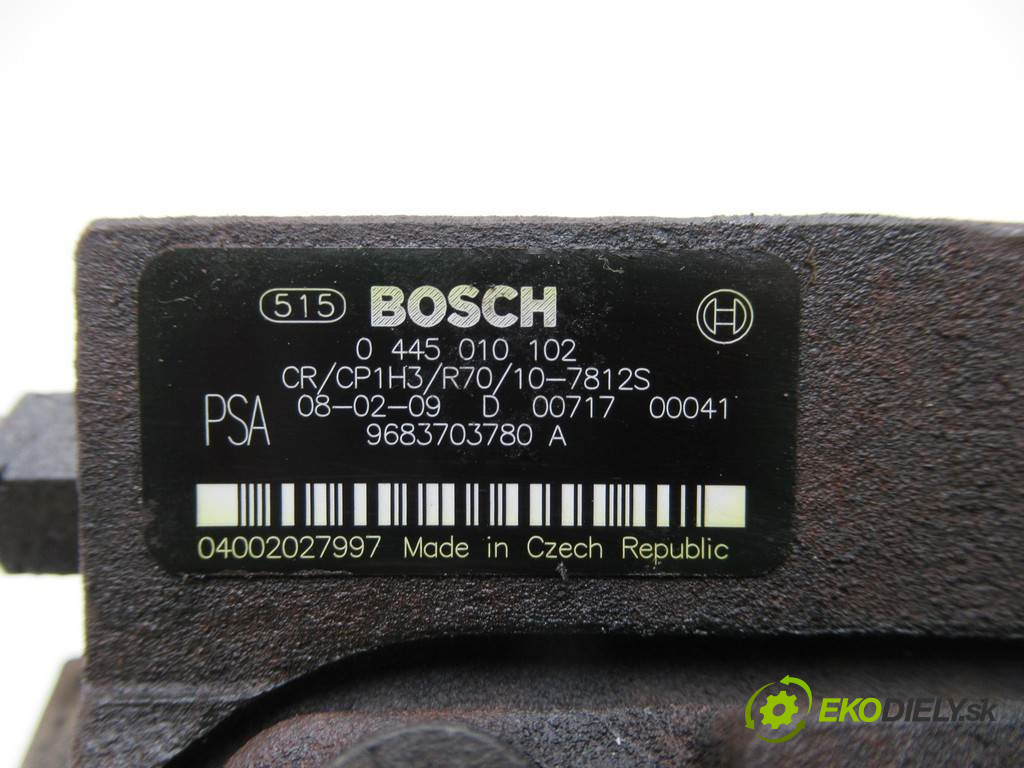 515 BOSCH
0 445 010 102
CR/CP1H3/R70/10-7812S
PSA 08-02-09 D 00717 00041
9683703780 A
04002027997 Made in Czech Republic
EKODIELY.sk